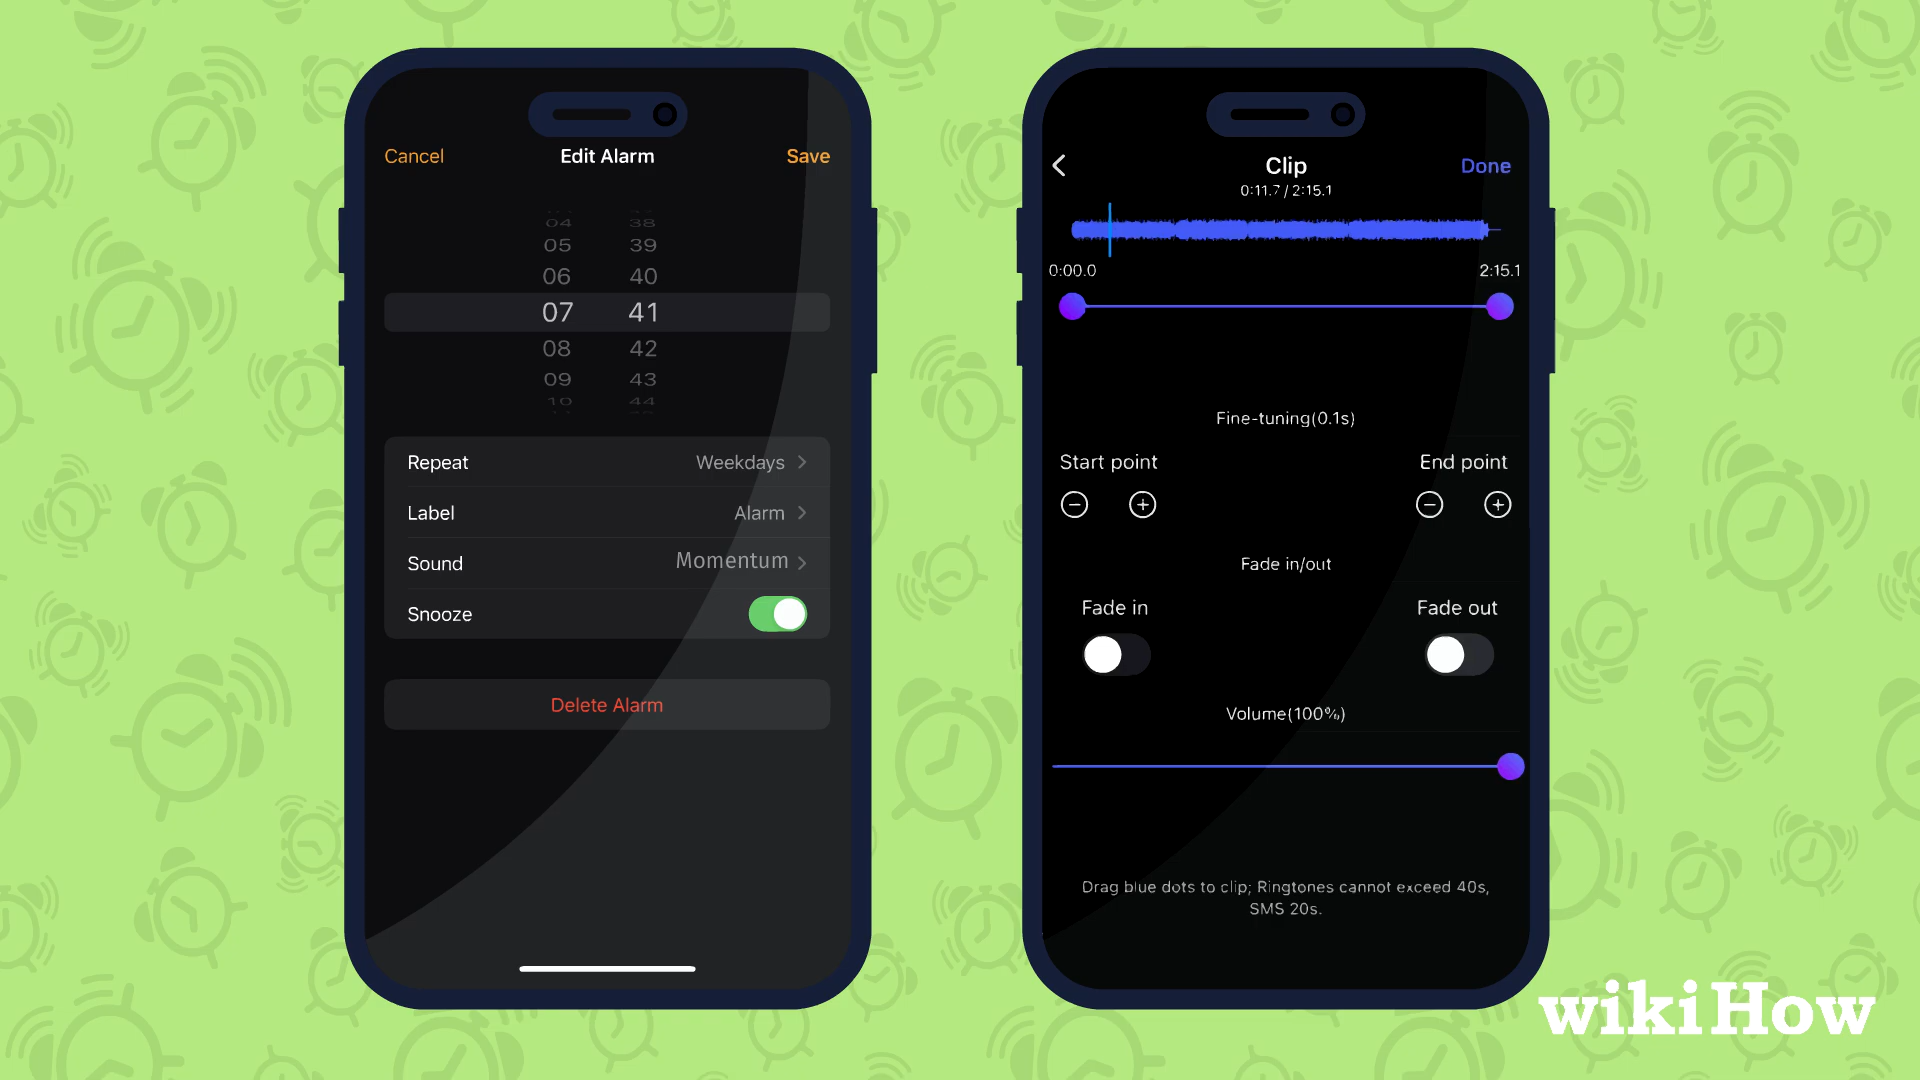 Cancel Edit Alarm Save
04 38
05 39
06 40
07 41
08 42
09 43
10 44
Repeat Weekdays
Label Alarm
Sound Momentum
Snooze
Delete Alarm
Clip Done
0:11.7 / 2:15.1
0:00.0 2:15.1
Fine-tuning(0.1s)
Start point End point
Fade in/out
Fade in Fade out
Volume(100%)
Drag blue dots to clip; Ringtones cannot exceed 40s,
SMS 20s.
wikiHow